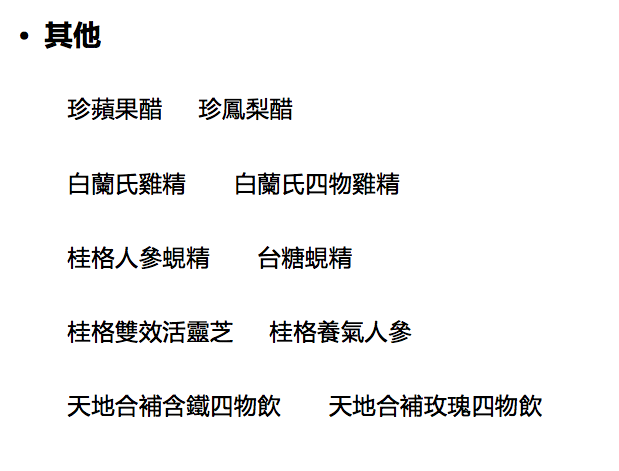 • 其他
珍蘋果醋 珍鳳梨醋
白蘭氏雞精 白蘭氏四物雞精
桂格人參蜆精 台糖蜆精
桂格雙效活靈芝 桂格養氣人參
天地合補含鐵四物飲 天地合補玫瑰四物飲